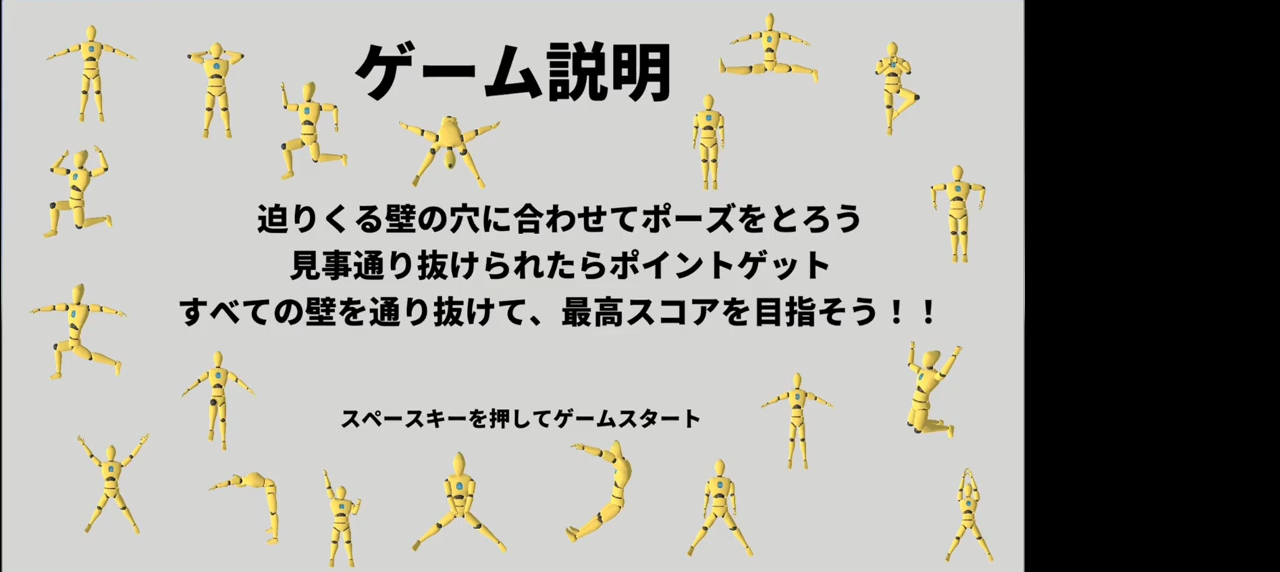 ゲーム説明
迫りくる壁の穴に合わせてポーズをとろう
見事通り抜けられたらポイントゲット
すべての壁を通り抜けて、最高スコアを目指そう！！
スペースキーを押してゲームスタート